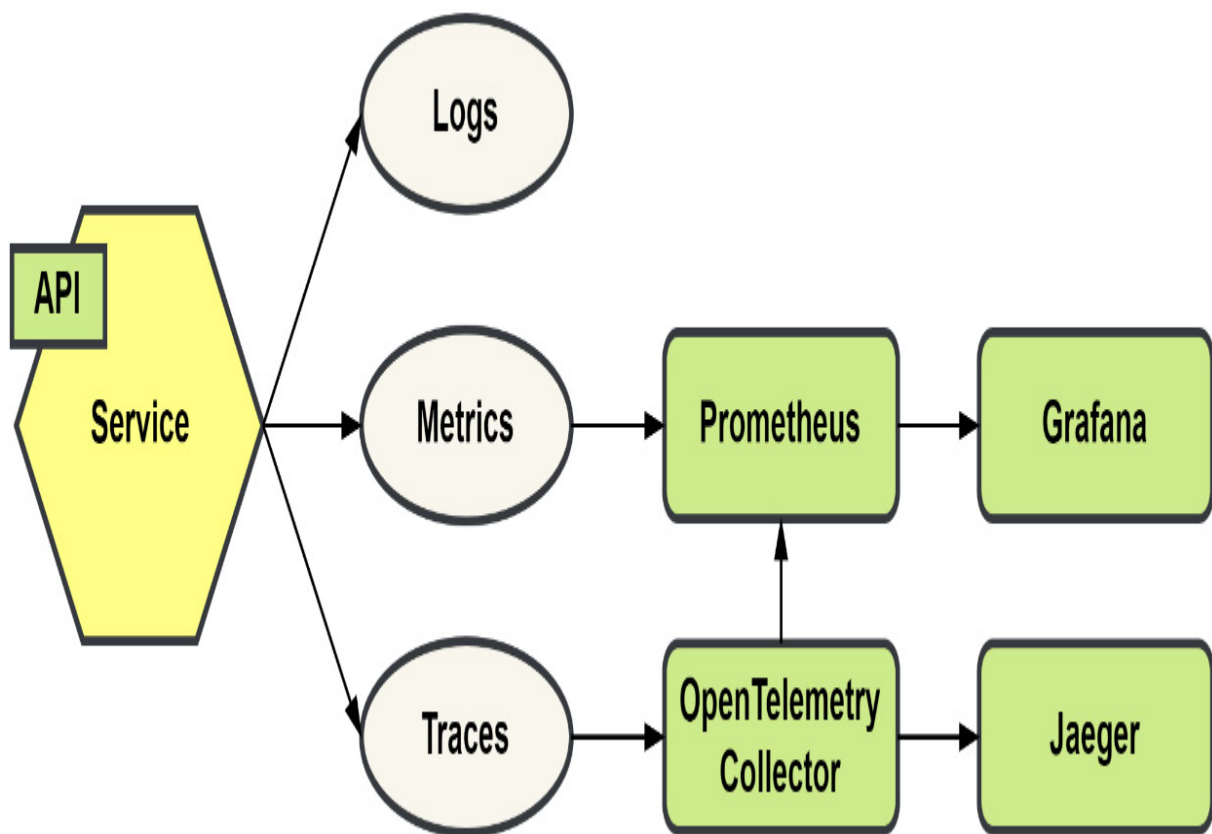 Logs
API
Service
Metrics
Prometheus
Grafana
Traces
OpenTelemetry
Collector
Jaeger